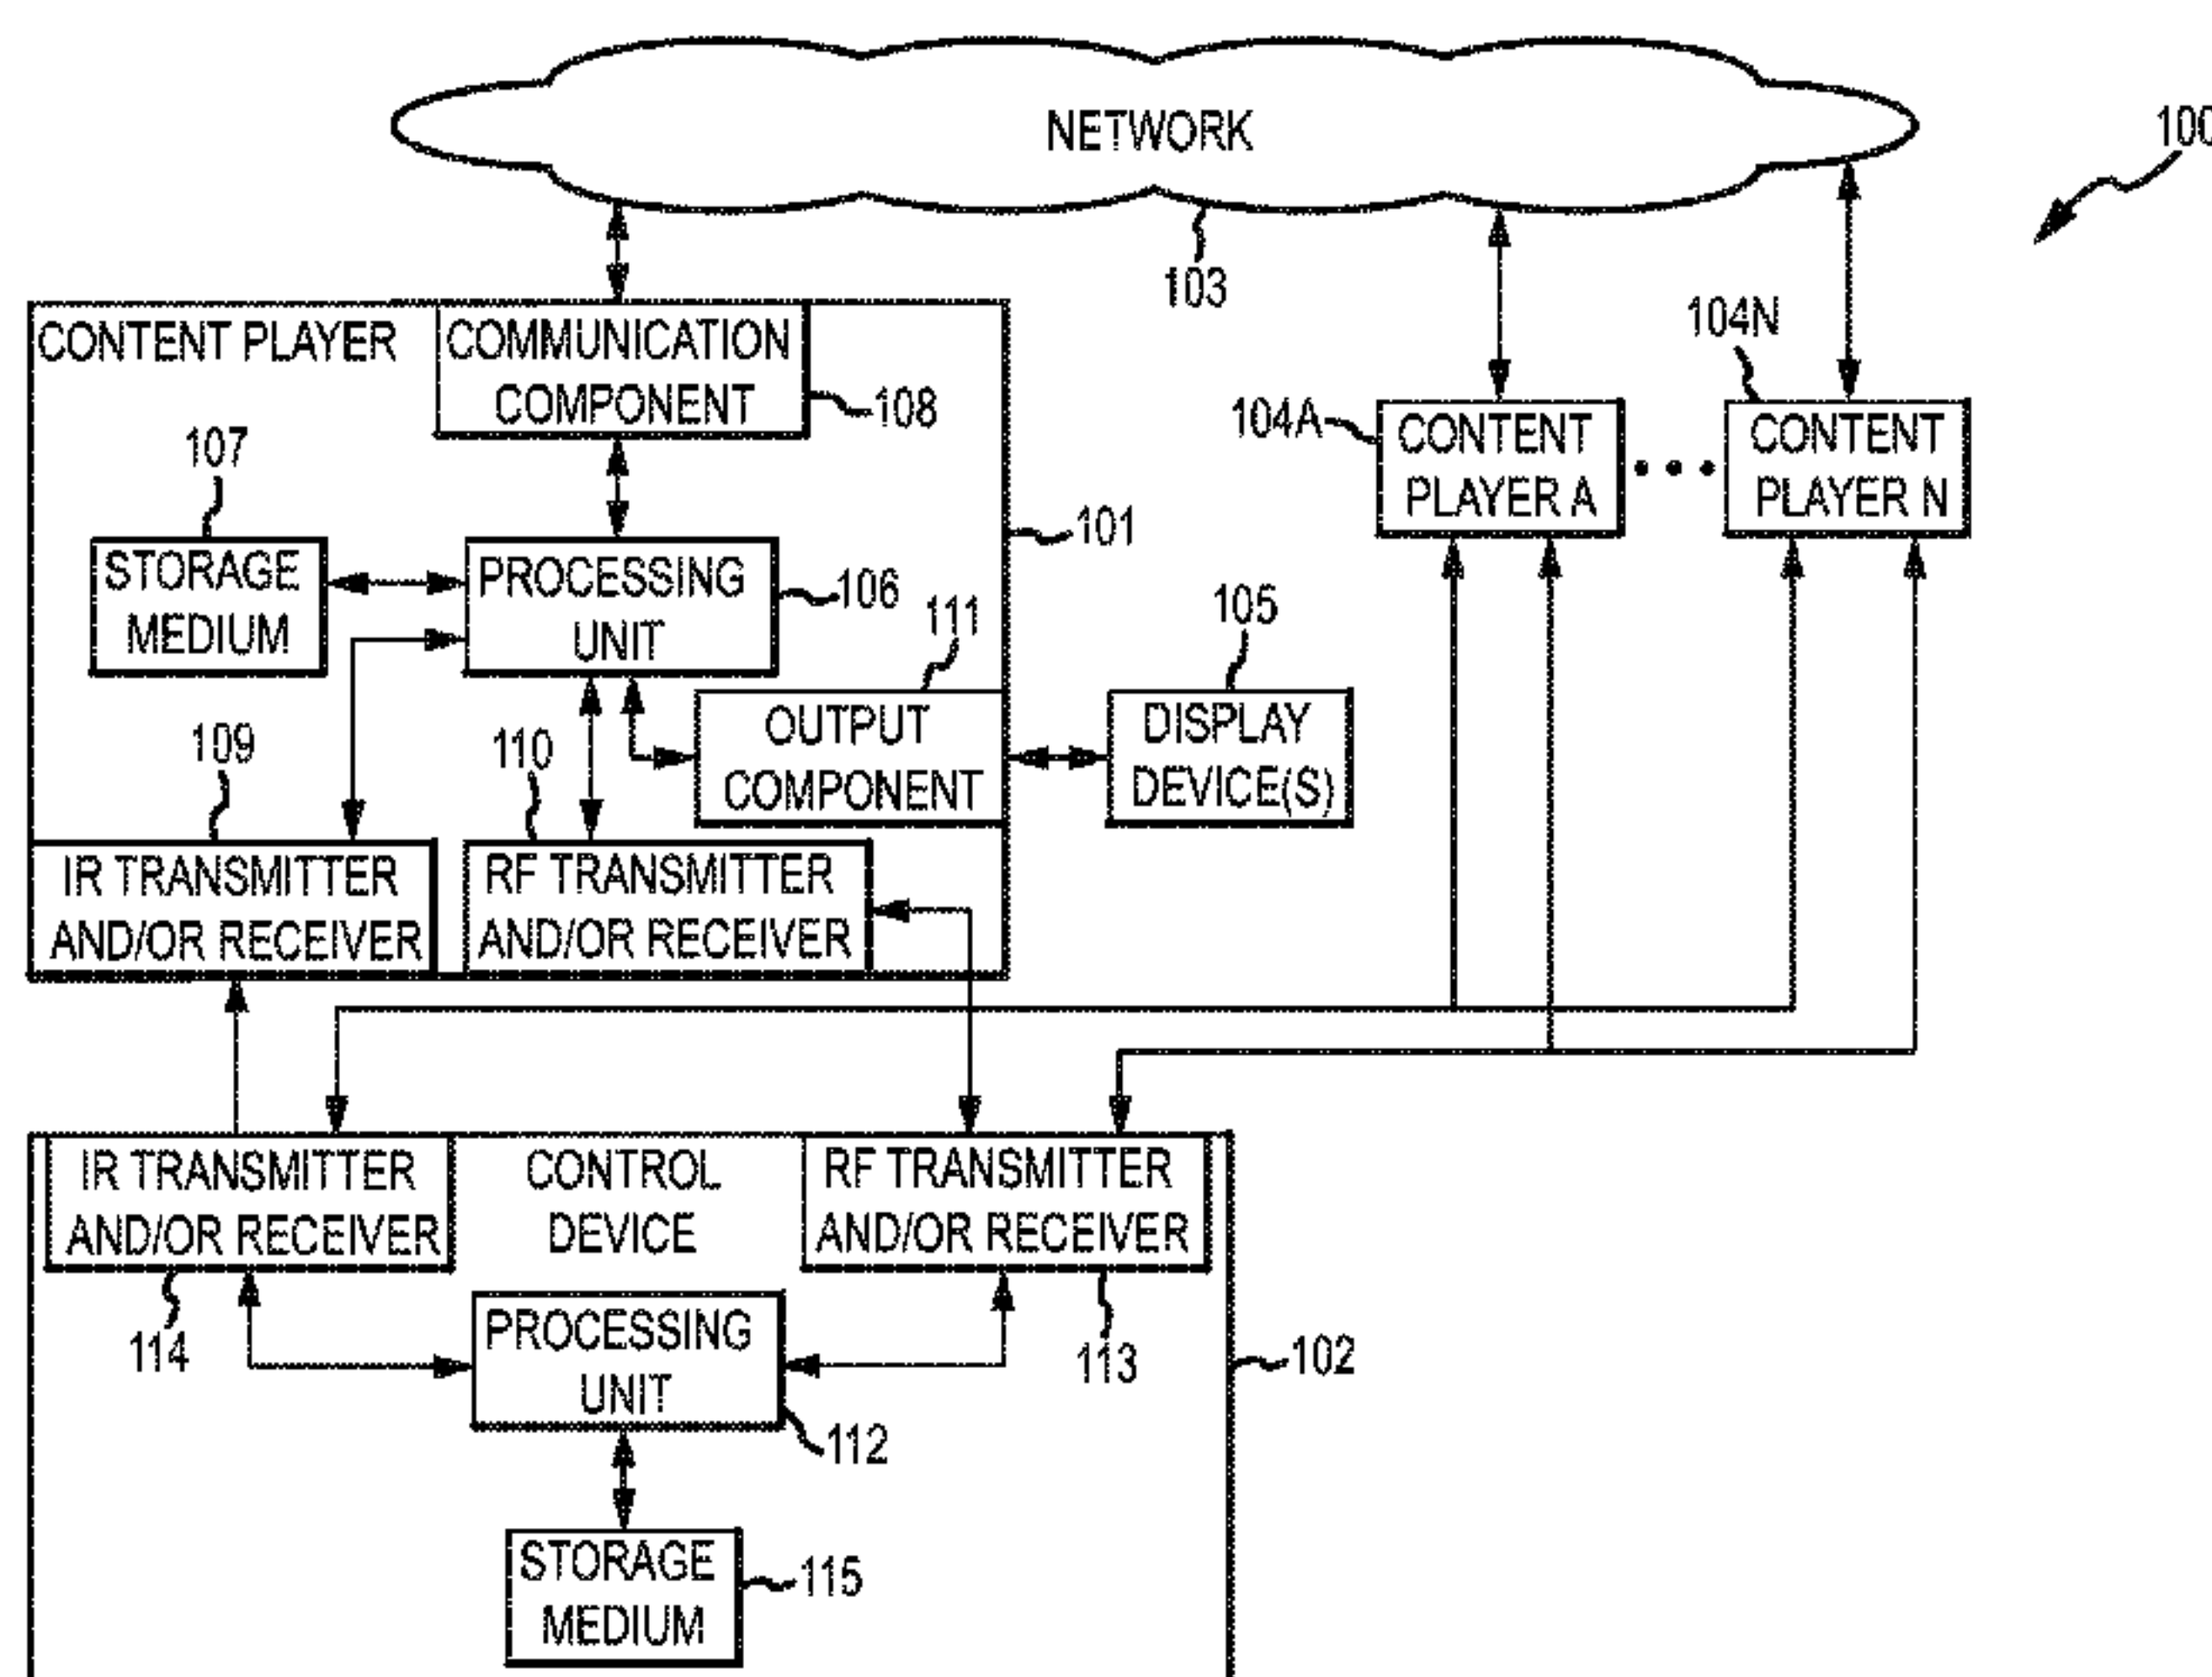 NETWORK
100
103
CONTENT PLAYER
COMMUNICATION
COMPONENT
108
104N
104A
CONTENT
PLAYER A
CONTENT
PLAYER N
107
101
STORAGE
MEDIUM
PROCESSING
UNIT
106
111
105
OUTPUT
COMPONENT
DISPLAY
DEVICE(S)
109
110
IR TRANSMITTER
AND/OR RECEIVER
RF TRANSMITTER
AND/OR RECEIVER
IR TRANSMITTER
AND/OR RECEIVER
CONTROL
DEVICE
RF TRANSMITTER
AND/OR RECEIVER
114
PROCESSING
UNIT
113
102
112
STORAGE
MEDIUM
115